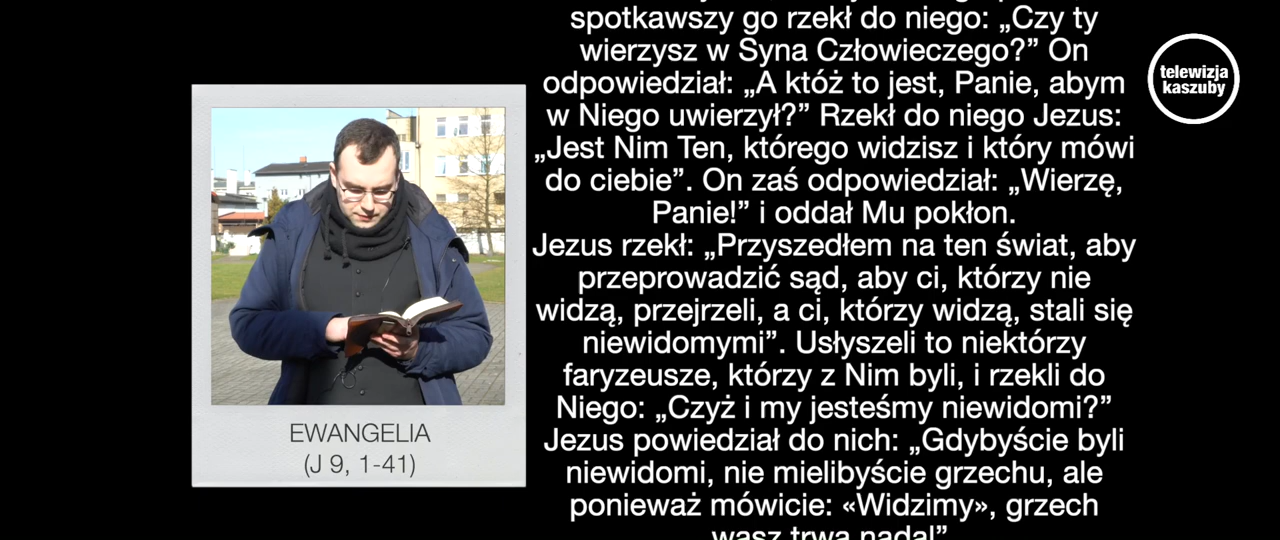 spotkawszy go rzekł do niego: „Czy ty
wierzysz w Syna Człowieczego?” On
odpowiedział: „A któż to jest, Panie, abym
w Niego uwierzył?” Rzekł do niego Jezus:
„Jest Nim Ten, którego widzisz i który mówi
do ciebie”. On zaś odpowiedział: „Wierzę,
Panie!” i oddał Mu pokłon.
Jezus rzekł: „Przyszedłem na ten świat, aby
przeprowadzić sąd, aby ci, którzy nie
widzą, przejrzeli, a ci, którzy widzą, stali się
niewidomymi”. Usłyszeli to niektórzy
faryzeusze, którzy z Nim byli, i rzekli do
Niego: „Czyż i my jesteśmy niewidomi?”
Jezus powiedział do nich: „Gdybyście byli
niewidomi, nie mielibyście grzechu, ale
ponieważ mówicie: «Widzimy», grzech
wasz trwa nadal”
EWANGELIA
(J 9, 1-41)
telewizja
kaszuby